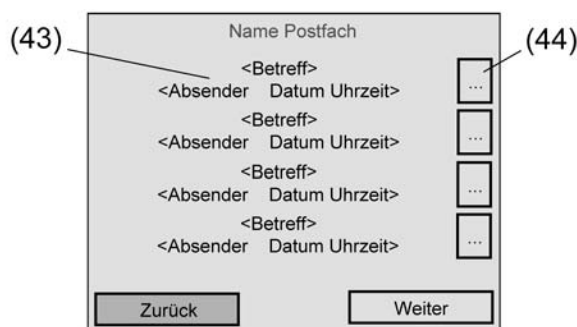 Name Postfach
(43)
(44)
<Betreff>
<Absender Datum Uhrzeit>
...
<Betreff>
<Absender Datum Uhrzeit>
...
<Betreff>
<Absender Datum Uhrzeit>
...
<Betreff>
<Absender Datum Uhrzeit>
...
Zurück
Weiter